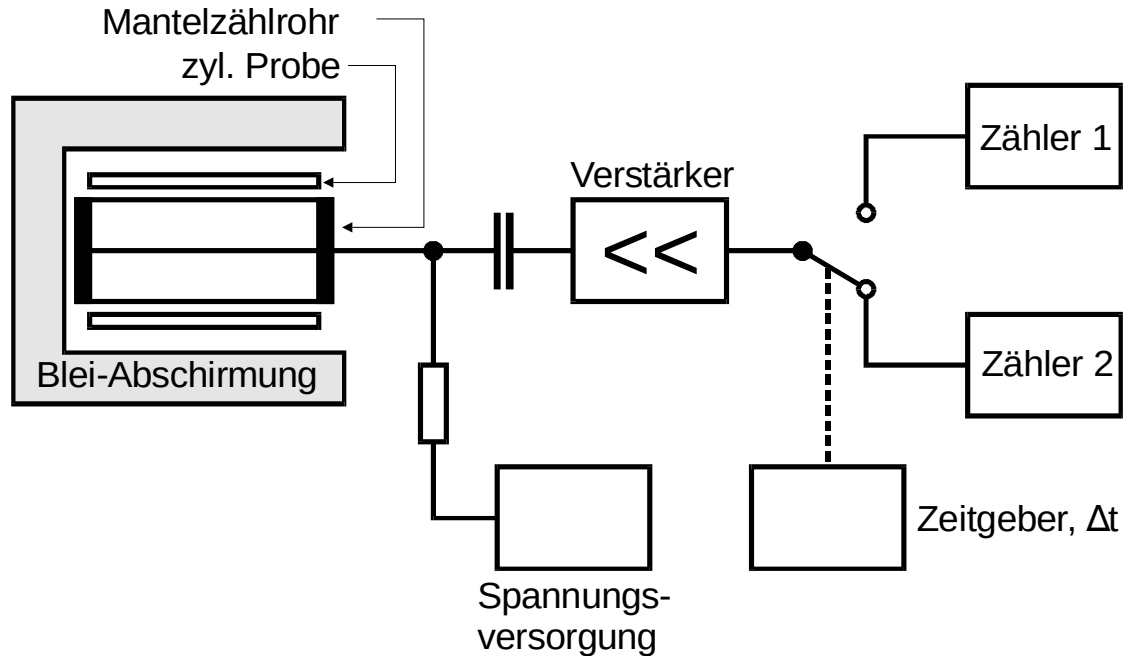 Mantelzählrohr
zyl. Probe
Blei-Abschirmung
Verstärker
<<
Zähler 1
Zähler 2
Zeitgeber, Δt
Spannungs-
versorgung